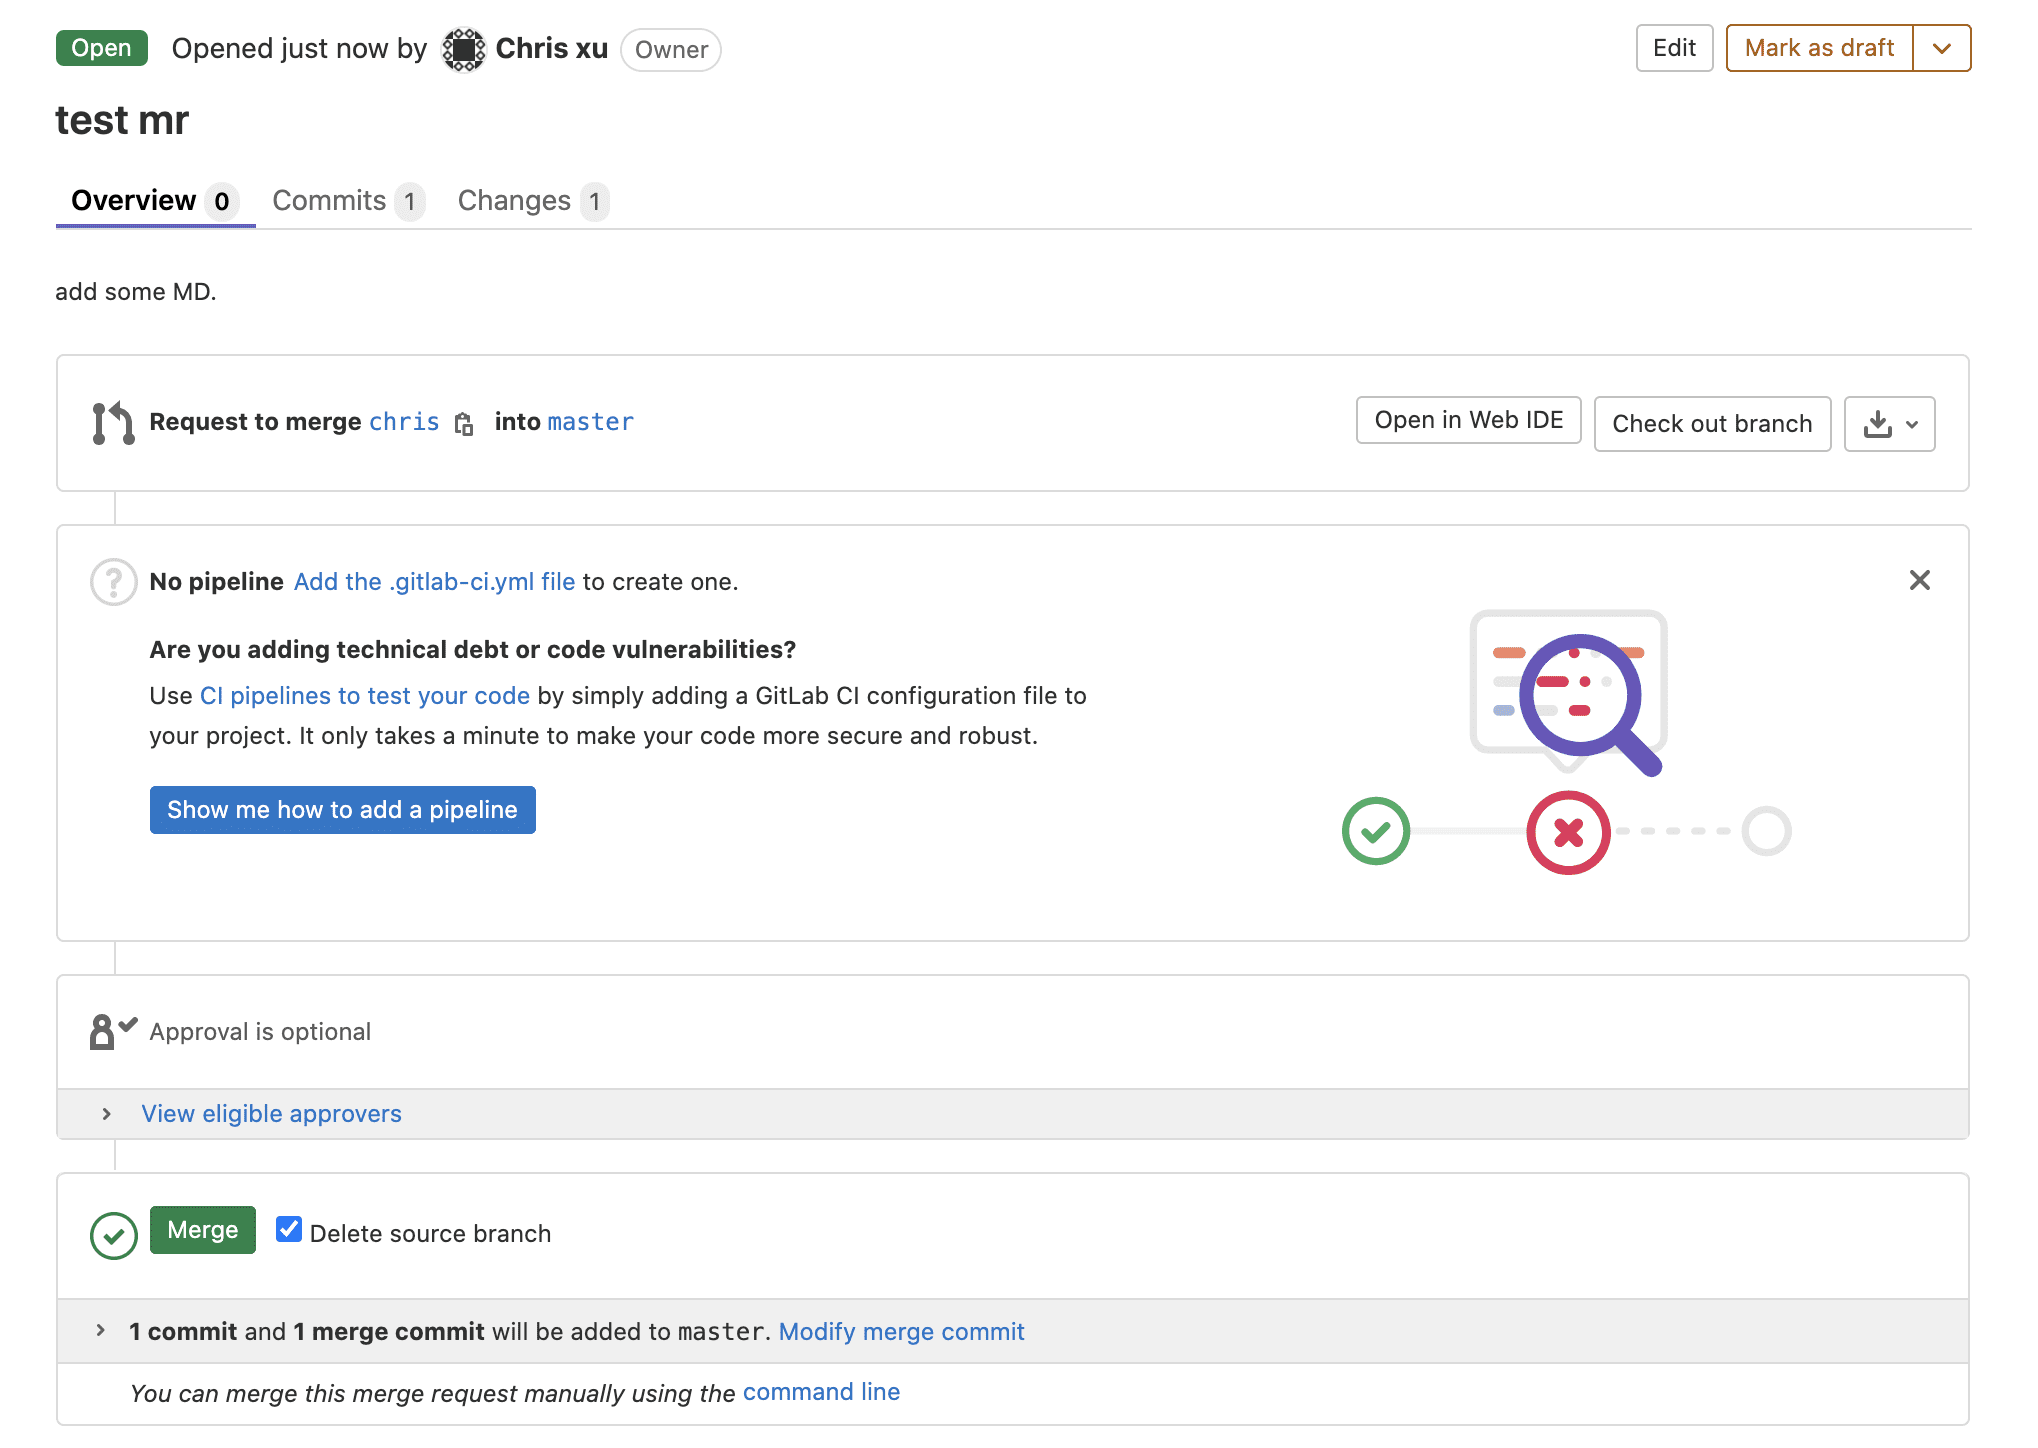 Open Opened just now by Chris xu Owner Edit Mark as draft
test mr
Overview 0 Commits 1 Changes 1
add some MD.
Request to merge chris into master Open in Web IDE Check out branch
No pipeline Add the .gitlab-ci.yml file to create one.
Are you adding technical debt or code vulnerabilities?
Use CI pipelines to test your code by simply adding a GitLab CI configuration file to
your project. It only takes a minute to make your code more secure and robust.
Show me how to add a pipeline
Approval is optional
View eligible approvers
Merge Delete source branch
1 commit and 1 merge commit will be added to master. Modify merge commit
You can merge this merge request manually using the command line